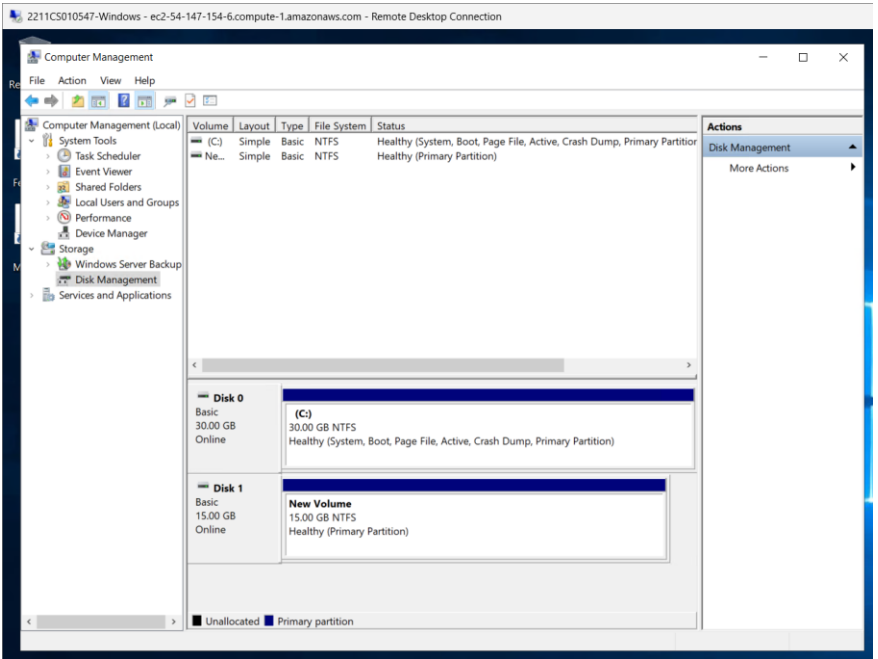 2211CS010547-Windows - ec2-54-147-154-6.compute-1.amazonaws.com - Remote Desktop Connection
Computer Management
File Action View Help
Computer Management (Local)
System Tools
Task Scheduler
Event Viewer
Shared Folders
Local Users and Groups
Performance
Device Manager
Storage
Windows Server Backup
Disk Management
Services and Applications
Volume Layout Type File System Status
(C:) Simple Basic NTFS Healthy (System, Boot, Page File, Active, Crash Dump, Primary Partition
Ne... Simple Basic NTFS Healthy (Primary Partition)
Disk 0
Basic
30.00 GB
Online
(C:)
30.00 GB NTFS
Healthy (System, Boot, Page File, Active, Crash Dump, Primary Partition)
Disk 1
Basic
15.00 GB
Online
New Volume
15.00 GB NTFS
Healthy (Primary Partition)
Unallocated Primary partition
Actions
Disk Management
More Actions